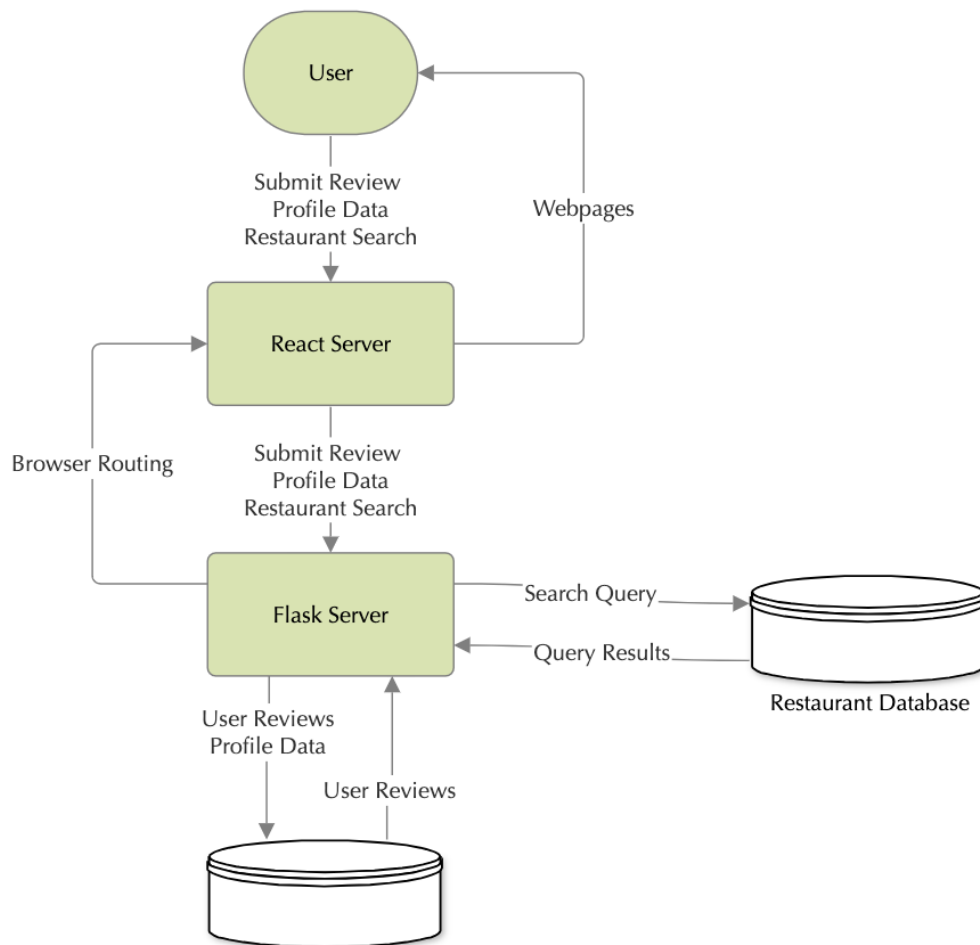 User
Submit Review
Profile Data
Restaurant Search
Webpages
React Server
Browser Routing
Submit Review
Profile Data
Restaurant Search
Flask Server
Search Query
Query Results
Restaurant Database
User Reviews
Profile Data
User Reviews